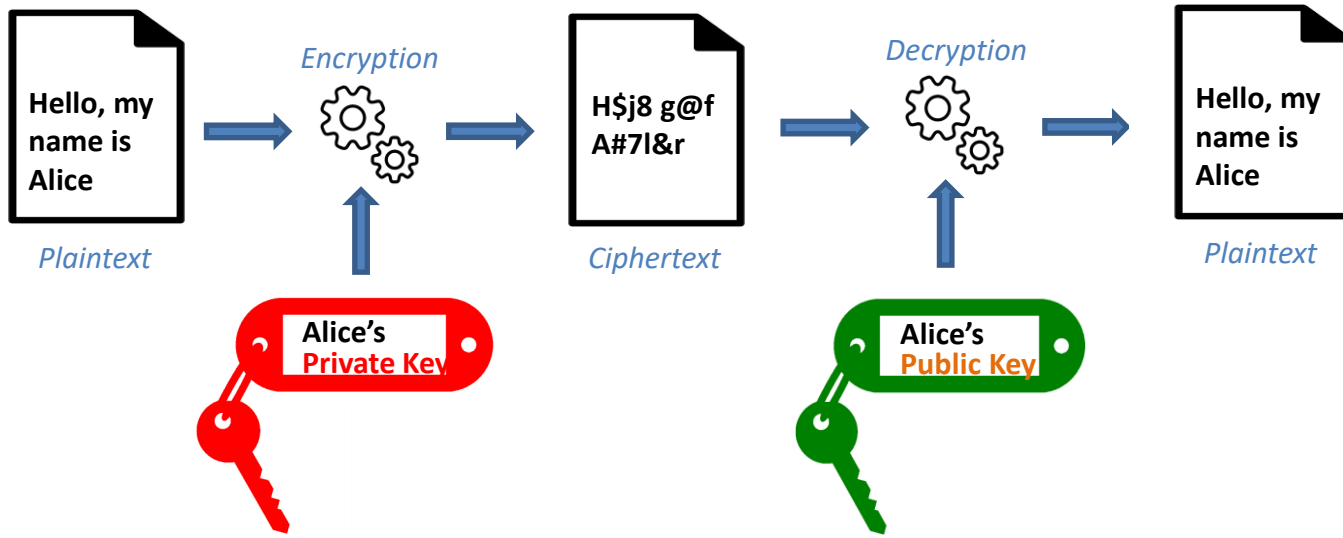 Hello, my
name is
Alice
Plaintext
Encryption
H$j8 g@f
A#7l&r
Ciphertext
Decryption
Hello, my
name is
Alice
Plaintext
Alice’s
Private Key
Alice’s
Public Key